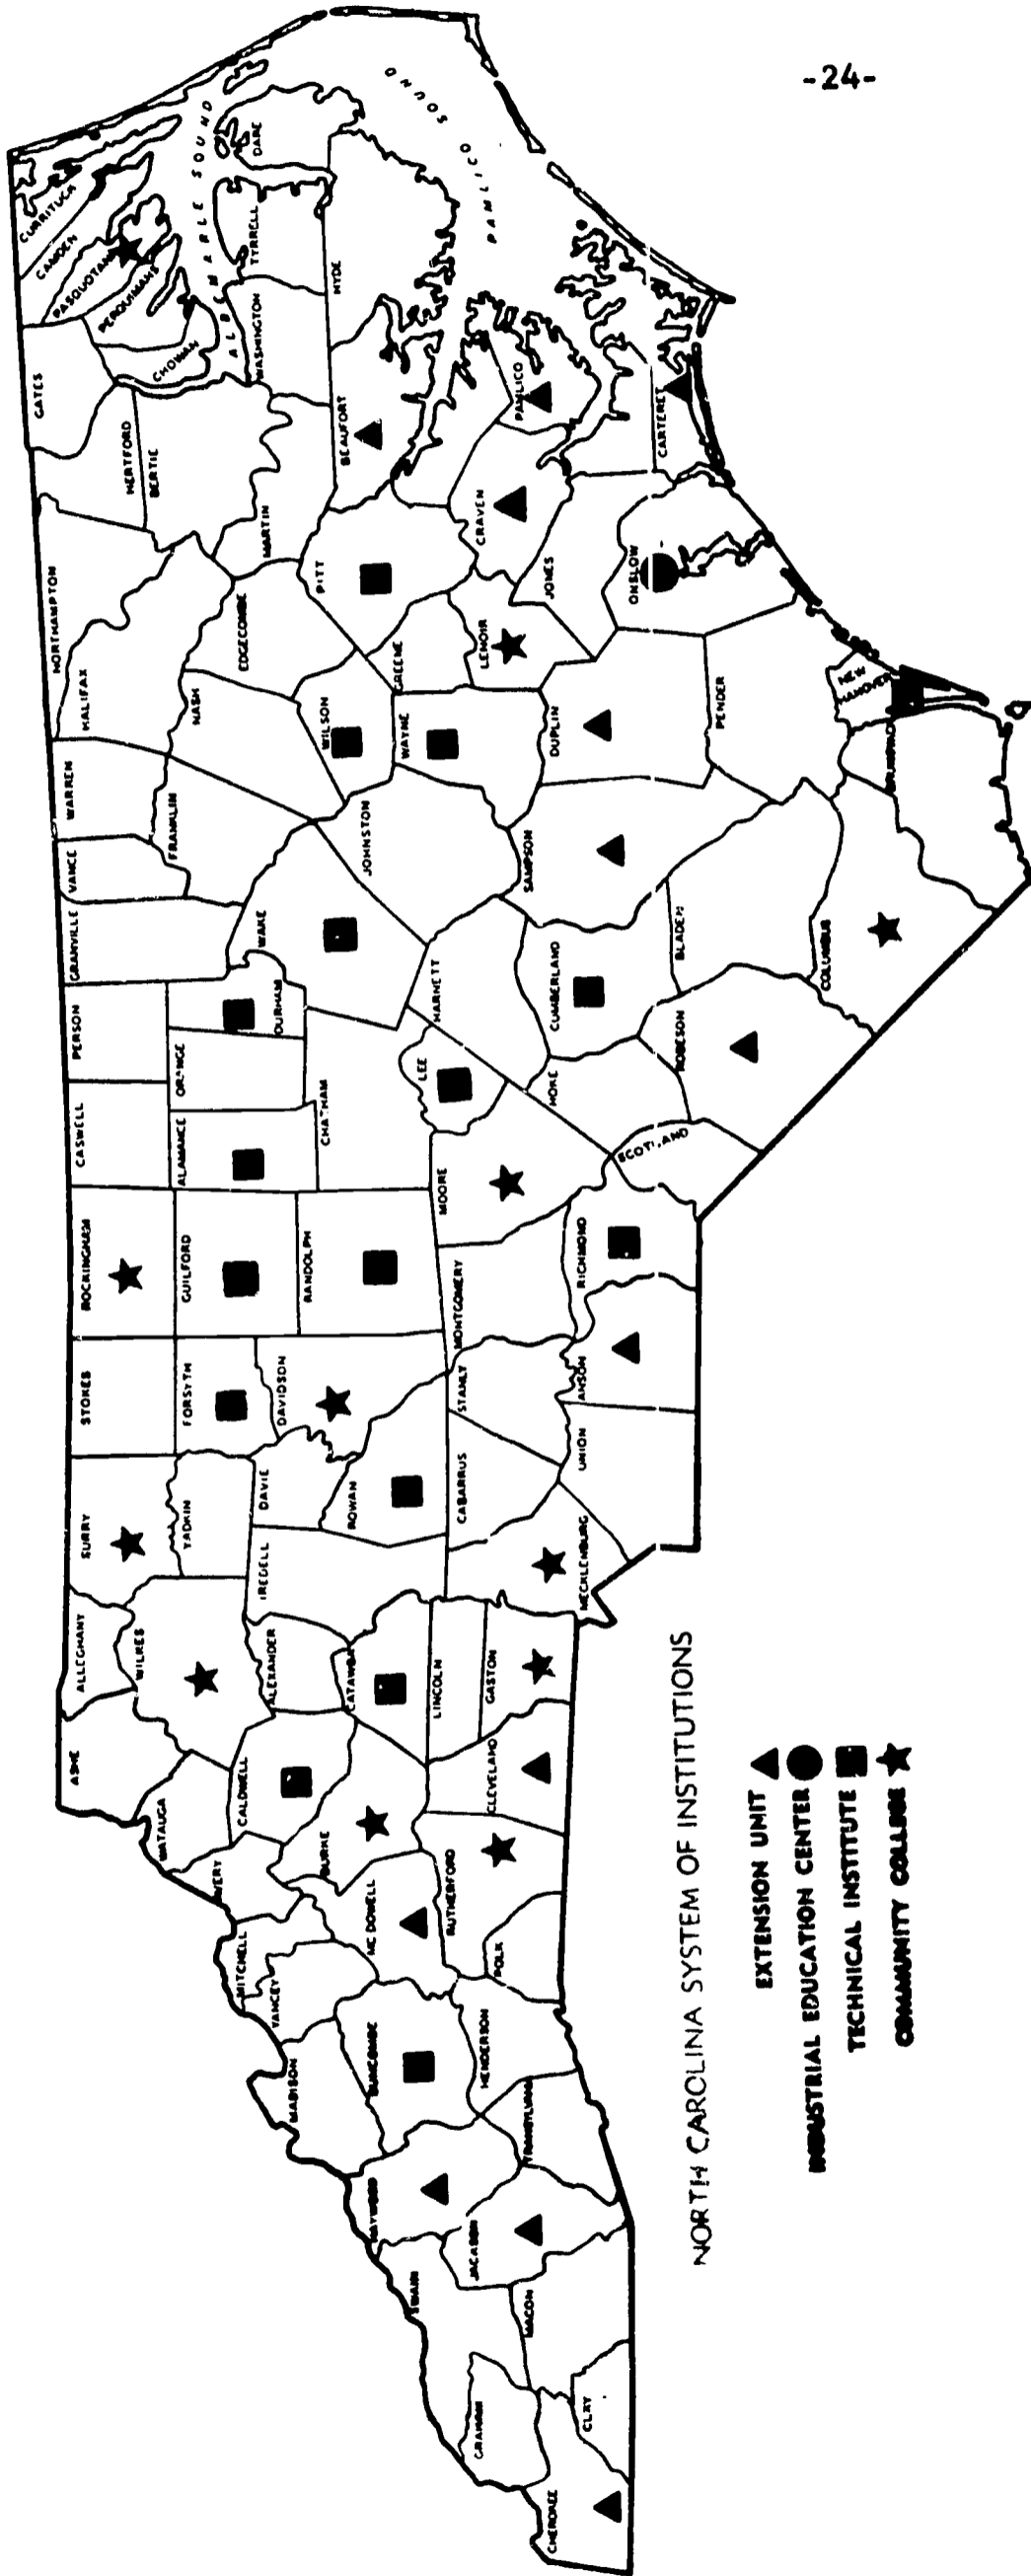 -24-
CURRITUCK
CAMDEN
PASQUOTANK
PERQUIMANS
CHOWAN
GATES
HERTFORD
BERTIE
NORTHAMPTON
HALIFAX
WARREN
VANCE
GRANVILLE
PERSON
CASWELL
ROCKINGHAM
STOKES
SURRY
ALLEGHANY
ASHE
ALBEMARLE SOUND
DARE
TYRRELL
WASHINGTON
MARTIN
EDGECOMBE
NASH
FRANKLIN
WAKE
DURHAM
ORANGE
ALAMANCE
GUILFORD
FORSYTH
YADKIN
WILKES
WATAUGA
PAMLICO SOUND
HYDE
BEAUFORT
PITT
GREENE
WILSON
WAYNE
JOHNSTON
HARNETT
LEE
CHATHAM
RANDOLPH
DAVIDSON
DAVIE
ROWAN
IREDELL
ALEXANDER
CATAWBA
CALDWELL
BURKE
AVERY
MITCHELL
YANCEY
MC DOWELL
MADISON
BUNCOMBE
HAYWOOD
SWAIN
PAMLICO
CRAVEN
LENOIR
JONES
DUPLIN
SAMPSON
CUMBERLAND
HOKE
MOORE
MONTGOMERY
STANLY
CABARRUS
LINCOLN
GASTON
CLEVELAND
RUTHERFORD
POLK
HENDERSON
TRANSYLVANIA
JACKSON
MACON
GRAHAM
CHEROKEE
CLAY
CARTERET
ONSLOW
PENDER
NEW
HANOVER
BRUNSWICK
COLUMBUS
BLADEN
ROBESON
SCOTLAND
RICHMOND
ANSON
UNION
MECKLENBURG
NORTH CAROLINA SYSTEM OF INSTITUTIONS
EXTENSION UNIT
INDUSTRIAL EDUCATION CENTER
TECHNICAL INSTITUTE
COMMUNITY COLLEGE